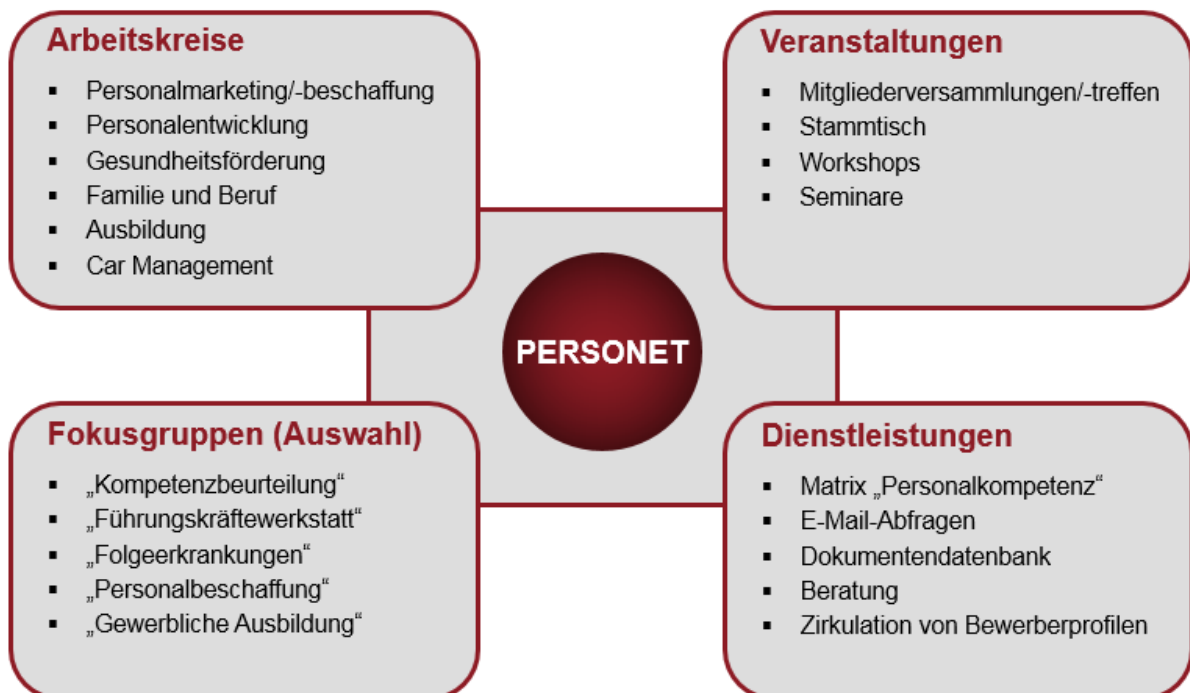 Arbeitskreise
▪ Personalmarketing/-beschaffung
▪ Personalentwicklung
▪ Gesundheitsförderung
▪ Familie und Beruf
▪ Ausbildung
▪ Car Management
Veranstaltungen
▪ Mitgliederversammlungen/-treffen
▪ Stammtisch
▪ Workshops
▪ Seminare
PERSONET
Fokusgruppen (Auswahl)
▪ „Kompetenzbeurteilung“
▪ „Führungskräftewerkstatt“
▪ „Folgeerkrankungen“
▪ „Personalbeschaffung“
▪ „Gewerbliche Ausbildung“
Dienstleistungen
▪ Matrix „Personalkompetenz“
▪ E-Mail-Abfragen
▪ Dokumentendatenbank
▪ Beratung
▪ Zirkulation von Bewerberprofilen